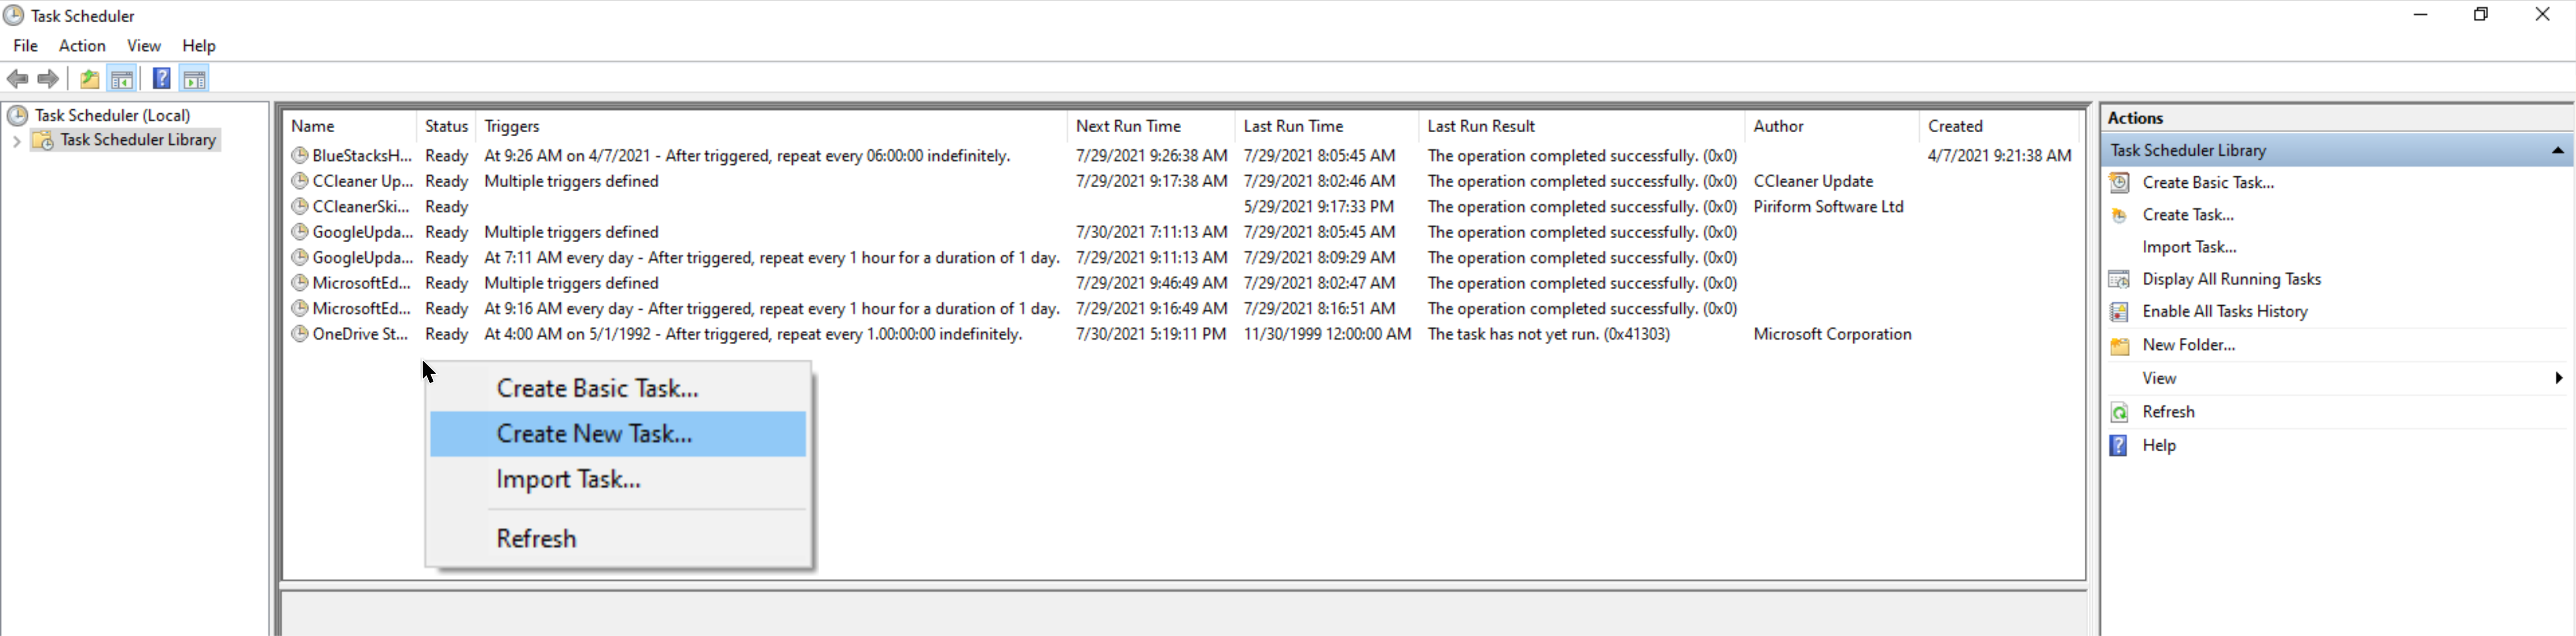 Task Scheduler
File Action View Help
Task Scheduler (Local)
Task Scheduler Library
Name Status Triggers Next Run Time Last Run Time Last Run Result Author Created
BlueStacksH... Ready At 9:26 AM on 4/7/2021 - After triggered, repeat every 06:00:00 indefinitely. 7/29/2021 9:26:38 AM 7/29/2021 8:05:45 AM The operation completed successfully. (0x0) 4/7/2021 9:21:38 AM
CCleaner Up... Ready Multiple triggers defined 7/29/2021 9:17:38 AM 7/29/2021 8:02:46 AM The operation completed successfully. (0x0) CCleaner Update
CCleanerSki... Ready 5/29/2021 9:17:33 PM The operation completed successfully. (0x0) Piriform Software Ltd
GoogleUpda... Ready Multiple triggers defined 7/30/2021 7:11:13 AM 7/29/2021 8:05:45 AM The operation completed successfully. (0x0)
GoogleUpda... Ready At 7:11 AM every day - After triggered, repeat every 1 hour for a duration of 1 day. 7/29/2021 9:11:13 AM 7/29/2021 8:09:29 AM The operation completed successfully. (0x0)
MicrosoftEd... Ready Multiple triggers defined 7/29/2021 9:46:49 AM 7/29/2021 8:02:47 AM The operation completed successfully. (0x0)
MicrosoftEd... Ready At 9:16 AM every day - After triggered, repeat every 1 hour for a duration of 1 day. 7/29/2021 9:16:49 AM 7/29/2021 8:16:51 AM The operation completed successfully. (0x0)
OneDrive St... Ready At 4:00 AM on 5/1/1992 - After triggered, repeat every 1.00:00:00 indefinitely. 7/30/2021 5:19:11 PM 11/30/1999 12:00:00 AM The task has not yet run. (0x41303) Microsoft Corporation
Create Basic Task...
Create New Task...
Import Task...
Refresh
Actions
Task Scheduler Library
Create Basic Task...
Create Task...
Import Task...
Display All Running Tasks
Enable All Tasks History
New Folder...
View
Refresh
Help